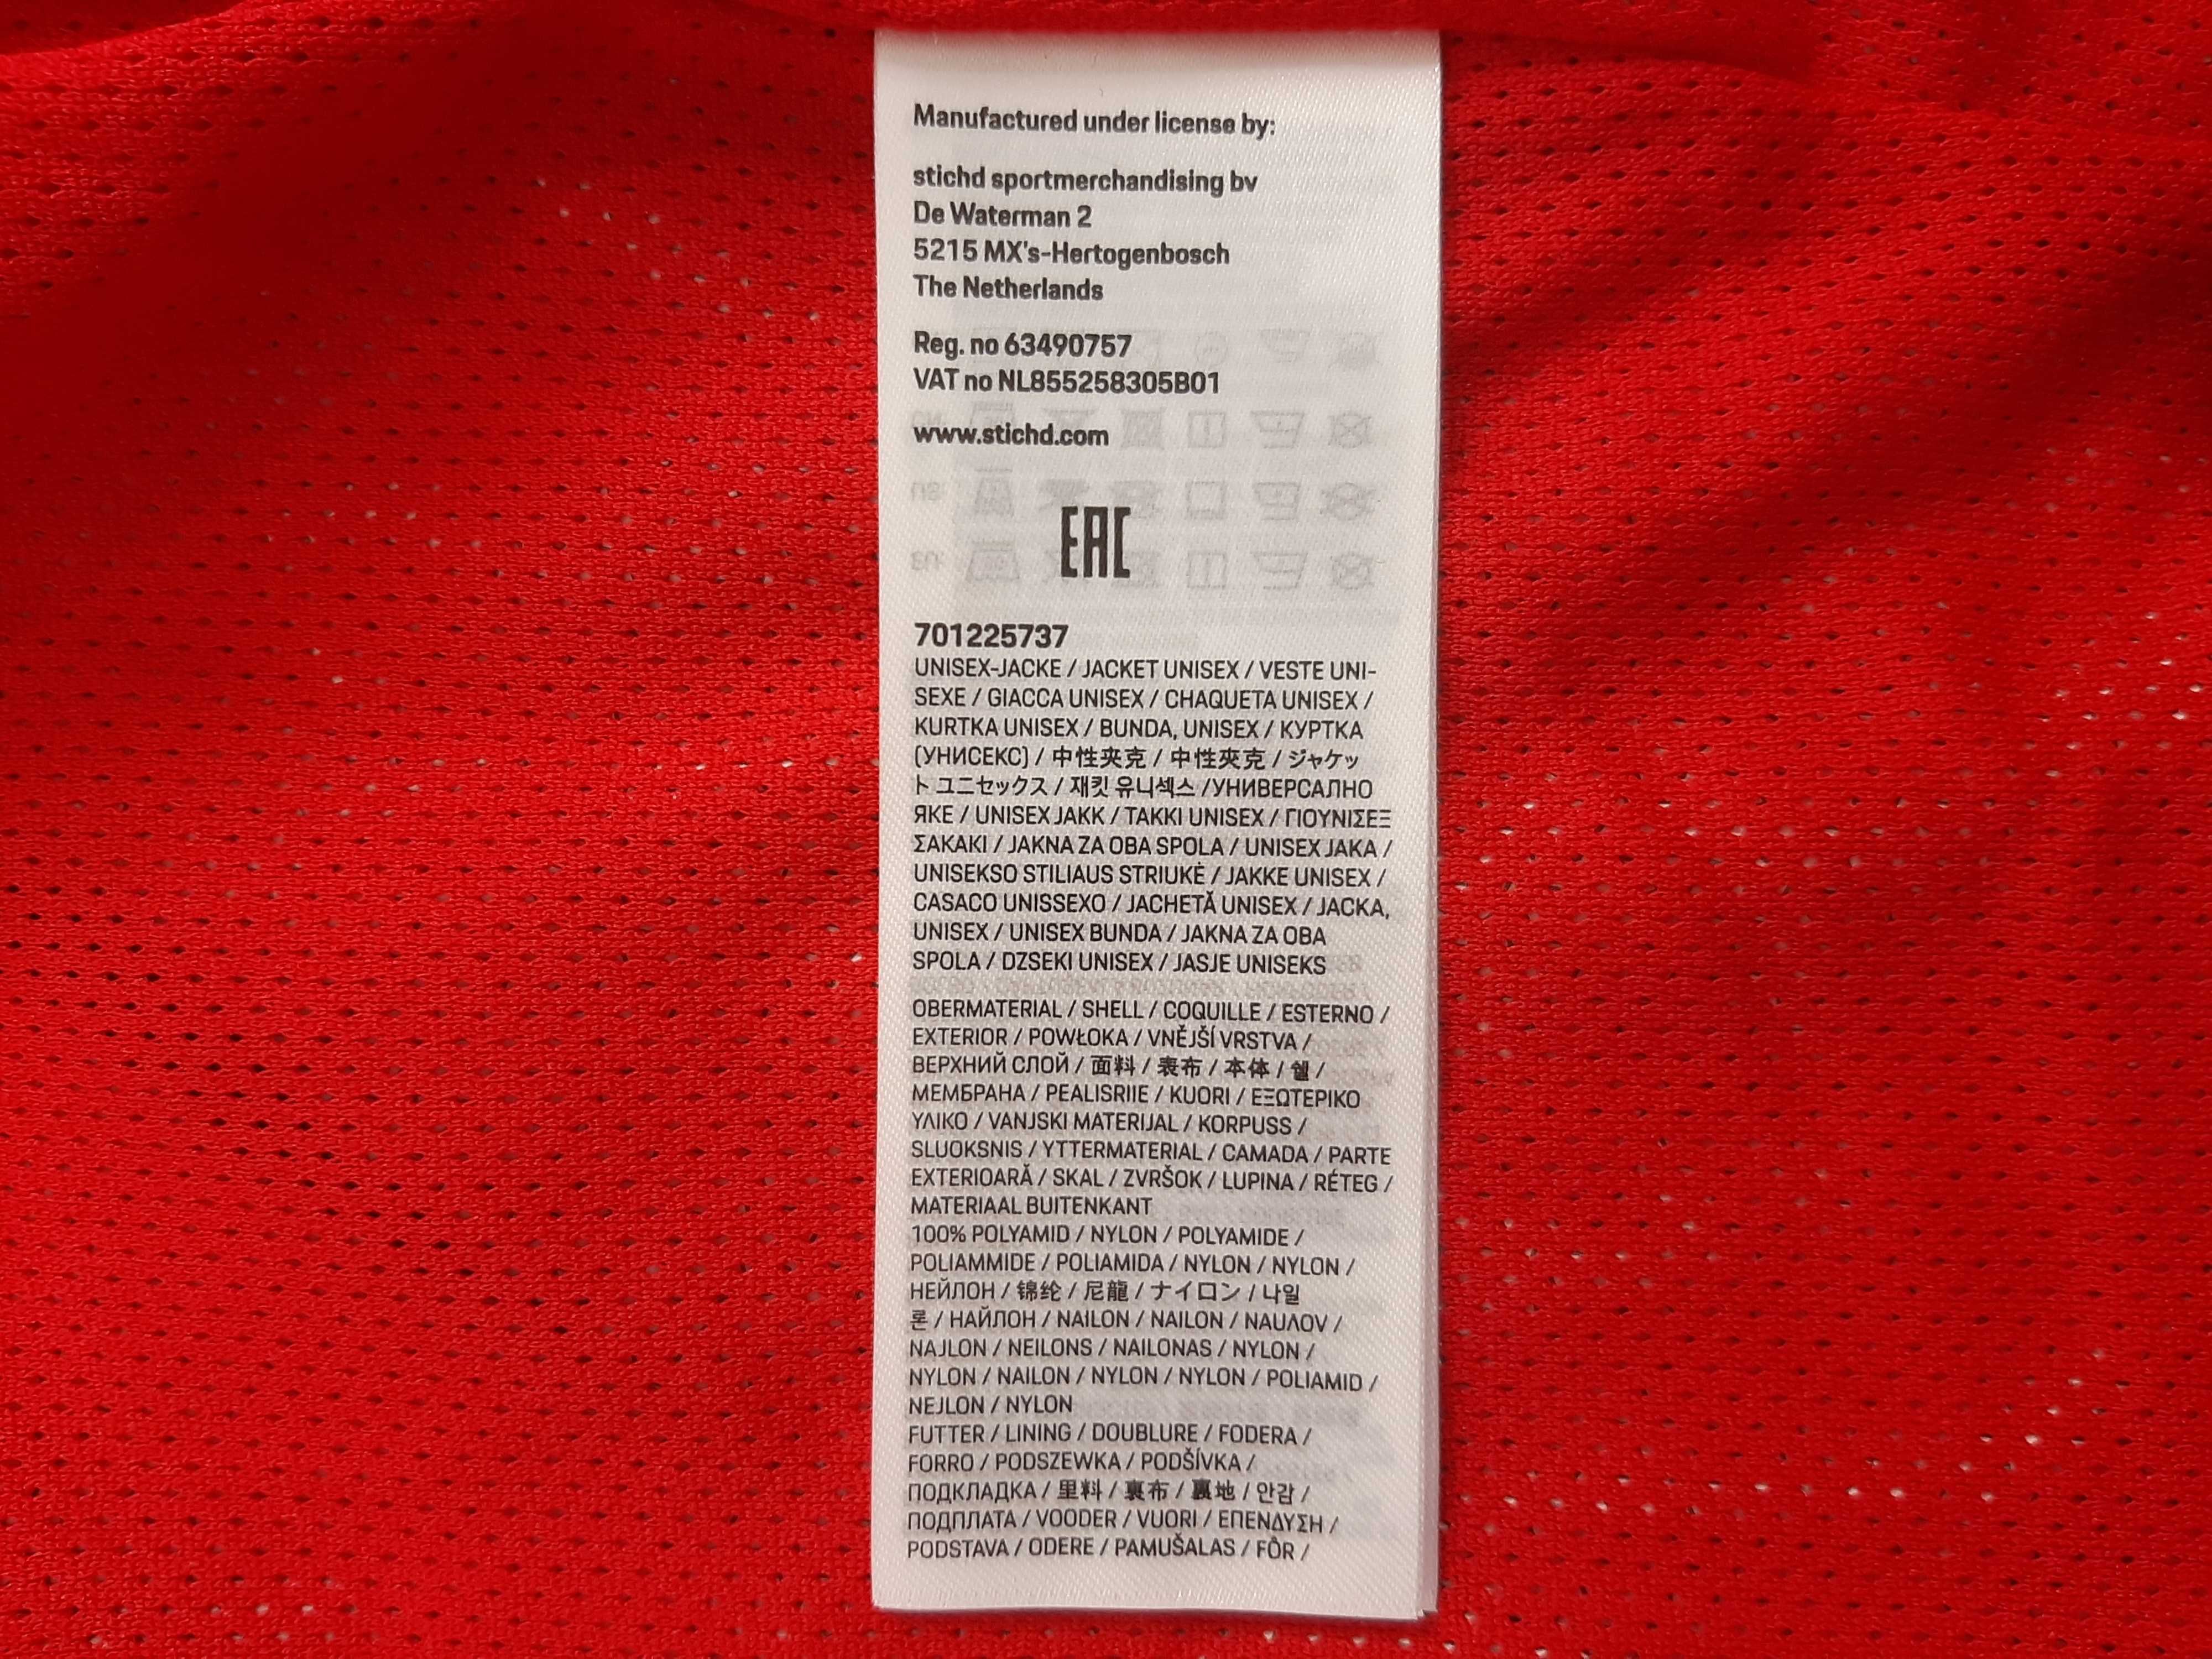 Manufactured under license by:
stichd sportmerchandising bv
De Waterman 2
5215 MX's-Hertogenbosch
The Netherlands
Reg. no 63490757
VAT no NL855258305B01
www.stichd.com
EAC
701225737
UNISEX-JACKE / JACKET UNISEX / VESTE UNI-
SEXE / GIACCA UNISEX / CHAQUETA UNISEX /
KURTKA UNISEX / BUNDA, UNISEX / КУРТКА
(УНИСЕКС) / 中性夹克 / 中性夾克 / ジャケッ
ト ユニセックス / 재킷 유니섹스 /УНИВЕРСАЛНО
ЯКЕ / UNISEX JAKK / TAKKI UNISEX / ΓΙΟΥΝΙΣΕΞ
ΣΑΚΑΚΙ / JAKNA ZA OBA SPOLA / UNISEX JAKA /
UNISEKSO STILIAUS STRIUKĖ / JAKKE UNISEX /
CASACO UNISSEXO / JACHETĂ UNISEX / JACKA,
UNISEX / UNISEX BUNDA / JAKNA ZA OBA
SPOLA / DZSEKI UNISEX / JASJE UNISEKS
OBERMATERIAL / SHELL / COQUILLE / ESTERNO /
EXTERIOR / POWŁOKA / VNĚJŠÍ VRSTVA /
ВЕРХНИЙ СЛОЙ / 面料 / 表布 / 本体 / 쉘 /
МЕМБРАНА / PEALISRIIE / KUORI / ΕΞΩΤΕΡΙΚΟ
ΥΛΙΚΟ / VANJSKI MATERIJAL / KORPUSS /
SLUOKSNIS / YTTERMATERIAL / CAMADA / PARTE
EXTERIOARĂ / SKAL / ZVRŠOK / LUPINA / RÉTEG /
MATERIAAL BUITENKANT
100% POLYAMID / NYLON / POLYAMIDE /
POLIAMMIDE / POLIAMIDA / NYLON / NYLON /
НЕЙЛОН / 锦纶 / 尼龍 / ナイロン / 나일
론 / НАЙЛОН / NAILON / NAILON / ΝΑΥΛΟV /
NAJLON / NEILONS / NAILONAS / NYLON /
NYLON / NAILON / NYLON / NYLON / POLIAMID /
NEJLON / NYLON
FUTTER / LINING / DOUBLURE / FODERA /
FORRO / PODSZEWKA / PODŠÍVKA /
ПОДКЛАДКА / 里料 / 裏布 / 裏地 / 안감 /
ПОДПЛАТА / VOODER / VUORI / ΕΠΕΝΔΥΣΗ /
PODSTAVA / ODERE / PAMUŠALAS / FÔR /